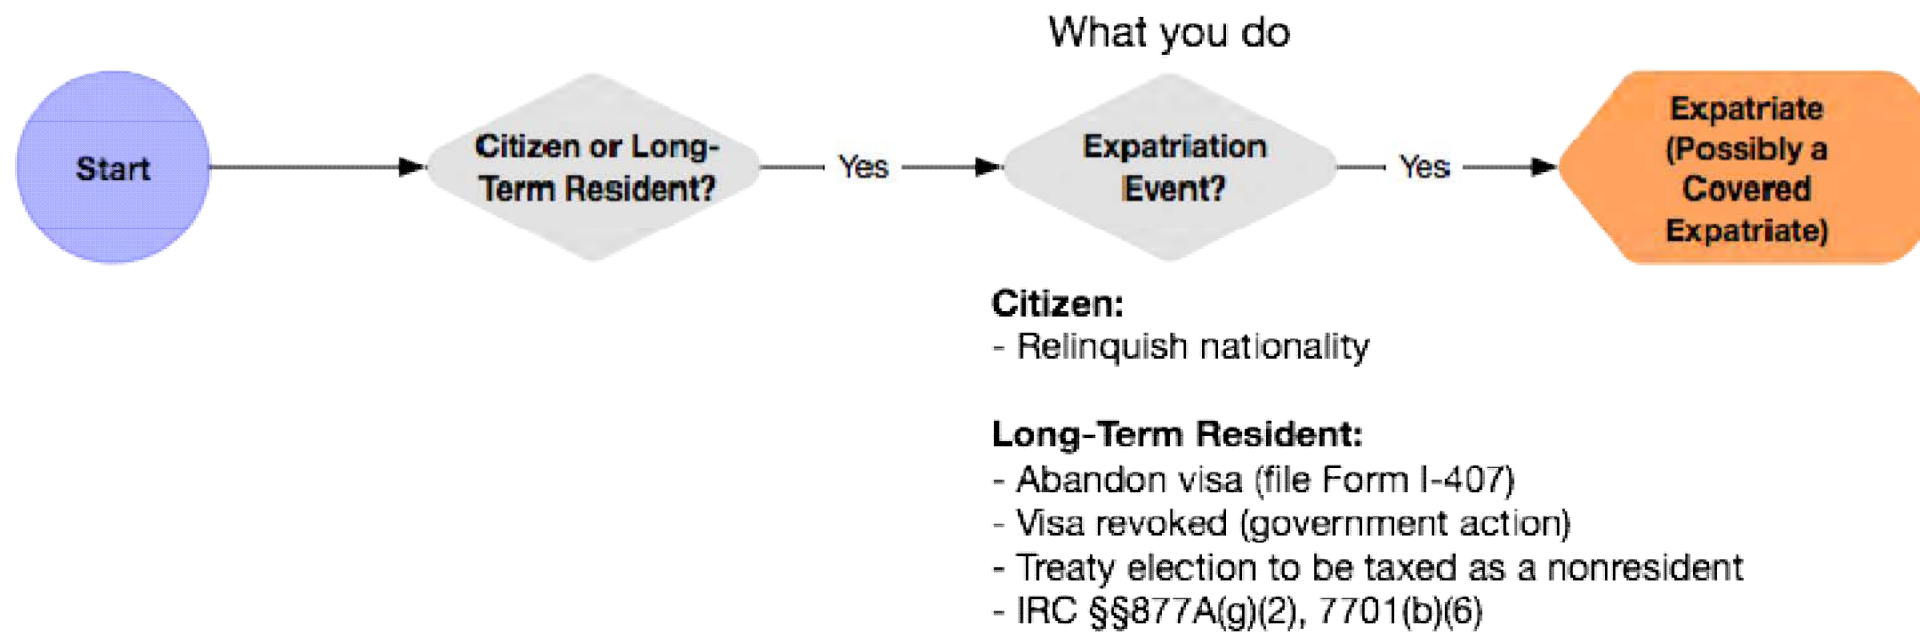 What you do
Start
Citizen or Long-
Term Resident?
Yes
Expatriation
Event?
Yes
Expatriate
(Possibly a
Covered
Expatriate)
Citizen:
- Relinquish nationality
Long-Term Resident:
- Abandon visa (file Form I-407)
- Visa revoked (government action)
- Treaty election to be taxed as a nonresident
- IRC §§877A(g)(2), 7701(b)(6)